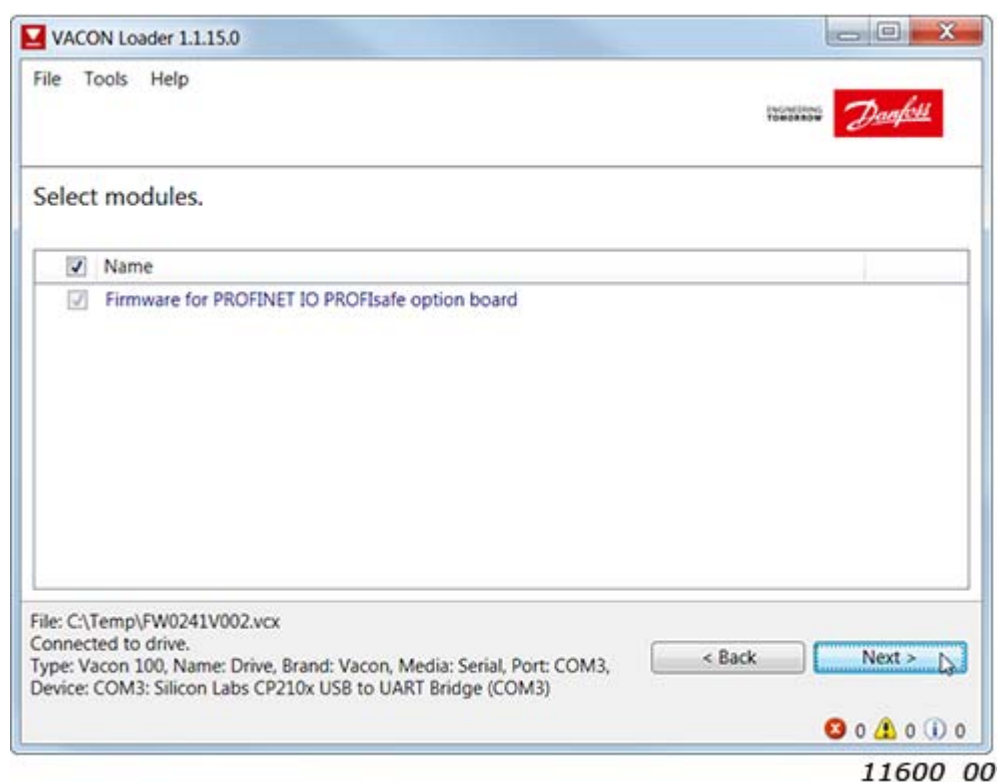 VACON Loader 1.1.15.0
File Tools Help
ENGINEERING
TOMORROW
Danfoss
Select modules.
Name
Firmware for PROFINET IO PROFIsafe option board
File: C:\Temp\FW0241V002.vcx
Connected to drive.
Type: Vacon 100, Name: Drive, Brand: Vacon, Media: Serial, Port: COM3,
Device: COM3: Silicon Labs CP210x USB to UART Bridge (COM3)
< Back
Next >
0 0 0
11600_00